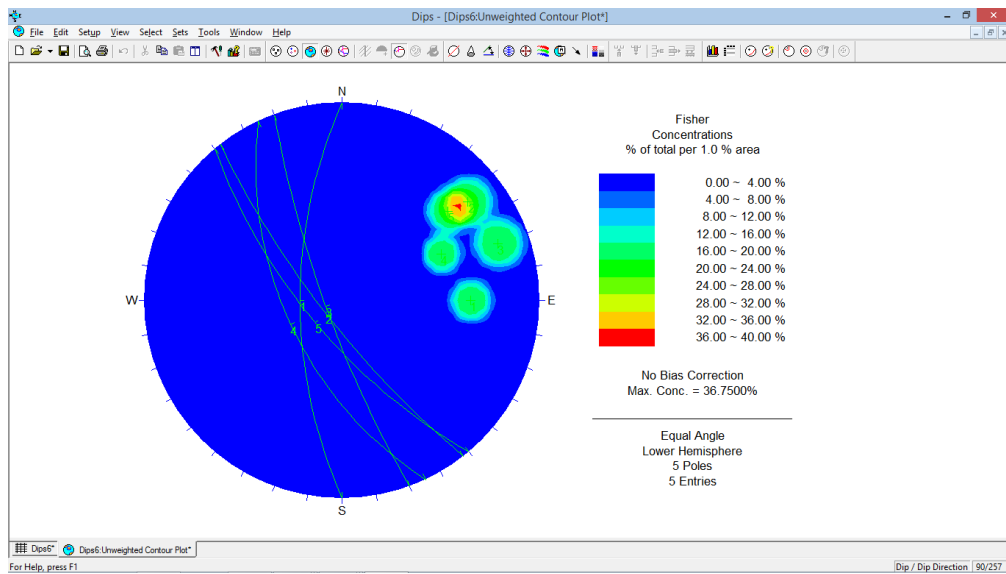 Dips - [Dips6:Unweighted Contour Plot*]
File Edit Setup View Select Sets Tools Window Help
N
W
E
S
1
2
4
5
Fisher
Concentrations
% of total per 1.0 % area
0.00 ~ 4.00 %
4.00 ~ 8.00 %
8.00 ~ 12.00 %
12.00 ~ 16.00 %
16.00 ~ 20.00 %
20.00 ~ 24.00 %
24.00 ~ 28.00 %
28.00 ~ 32.00 %
32.00 ~ 36.00 %
36.00 ~ 40.00 %
No Bias Correction
Max. Conc. = 36.7500%
Equal Angle
Lower Hemisphere
5 Poles
5 Entries
Dips6* Dips6:Unweighted Contour Plot*
For Help, press F1
Dip / Dip Direction 90/257